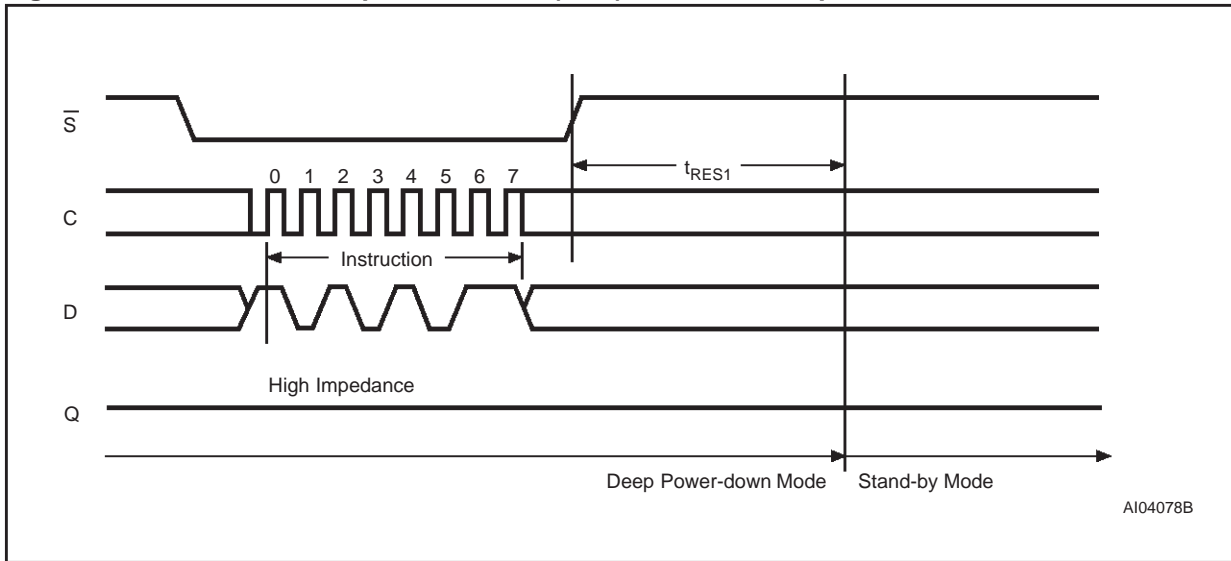 S̅
0 1 2 3 4 5 6 7
tRES1
C
Instruction
D
High Impedance
Q
Deep Power-down Mode Stand-by Mode
AI04078B